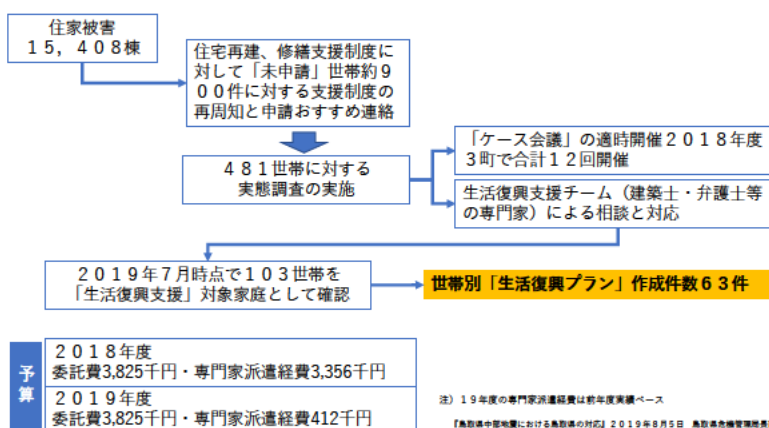 住家被害
１５，４０８棟
住宅再建、修繕支援制度に
対して「未申請」世帯約９
００件に対する支援制度の
再周知と申請おすすめ連絡
４８１世帯に対する
実態調査の実施
「ケース会議」の適時開催２０１８年度
３町で合計１２回開催
生活復興支援チーム（建築士・弁護士等
の専門家）による相談と対応
２０１９年７月時点で１０３世帯を
「生活復興支援」対象家庭として確認
世帯別「生活復興プラン」作成件数６３件
予算
２０１８年度
委託費3,825千円・専門家派遣経費3,356千円
２０１９年度
委託費3,825千円・専門家派遣経費412千円
注）１９年度の専門家派遣経費は前年度実績ベース
『鳥取県中部地震における鳥取県の対応』２０１９年８月５日　鳥取県危機管理局長